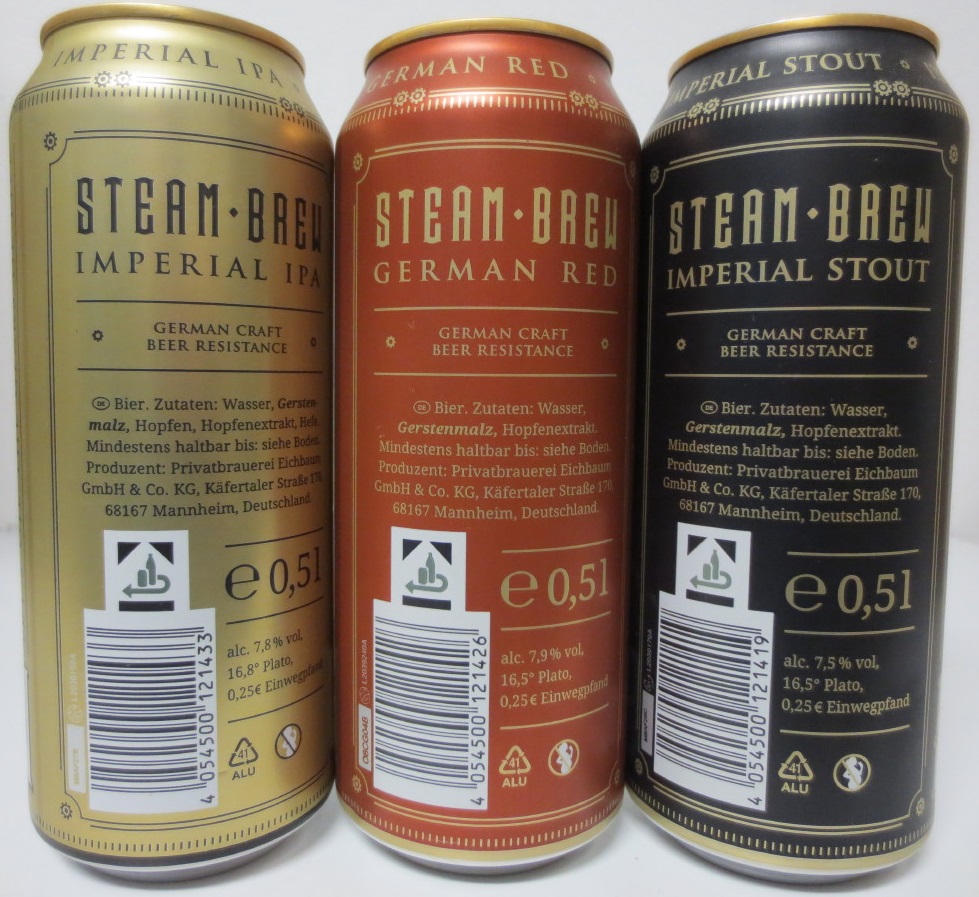 IMPERIAL IPA
STEAM·BREW
IMPERIAL IPA
GERMAN CRAFT
BEER RESISTANCE
DE Bier. Zutaten: Wasser, Gersten-
malz, Hopfen, Hopfenextrakt, Hefe.
Mindestens haltbar bis: siehe Boden.
Produzent: Privatbrauerei Eichbaum
GmbH & Co. KG, Käfertaler Straße 170,
68167 Mannheim, Deutschland.
e 0,5l
alc. 7,8 % vol,
16,8° Plato,
0,25 € Einwegpfand
4 054500 121433
41
ALU
GERMAN RED
STEAM·BREW
GERMAN RED
GERMAN CRAFT
BEER RESISTANCE
DE Bier. Zutaten: Wasser,
Gerstenmalz, Hopfenextrakt.
Mindestens haltbar bis: siehe Boden.
Produzent: Privatbrauerei Eichbaum
GmbH & Co. KG, Käfertaler Straße 170,
68167 Mannheim, Deutschland.
e 0,5l
alc. 7,9 % vol,
16,5° Plato,
0,25 € Einwegpfand
4 054500 121426
41
ALU
IMPERIAL STOUT
STEAM·BREW
IMPERIAL STOUT
GERMAN CRAFT
BEER RESISTANCE
DE Bier. Zutaten: Wasser,
Gerstenmalz, Hopfenextrakt.
Mindestens haltbar bis: siehe Boden.
Produzent: Privatbrauerei Eichbaum
GmbH & Co. KG, Käfertaler Straße 170,
68167 Mannheim, Deutschland.
e 0,5l
alc. 7,5 % vol,
16,5° Plato,
0,25 € Einwegpfand
4 054500 121419
41
ALU